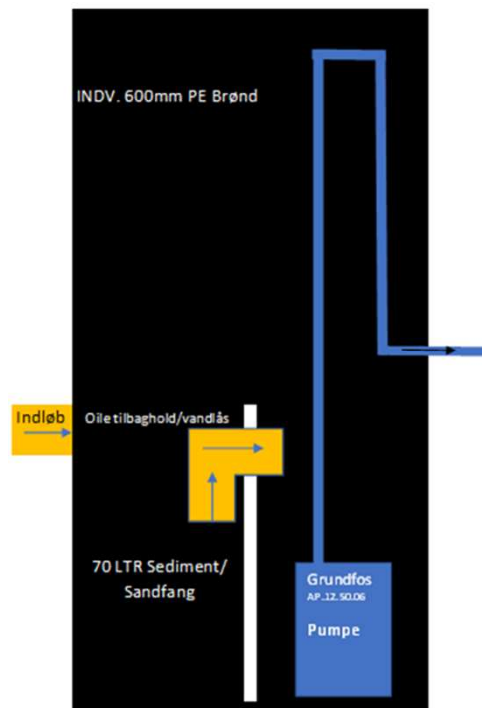 INDV. 600mm PE Brønd
Indløb
Oile tilbaghold/vandlås
70 LTR Sediment/
Sandfang
Grundfos
AP.12.50.06
Pumpe